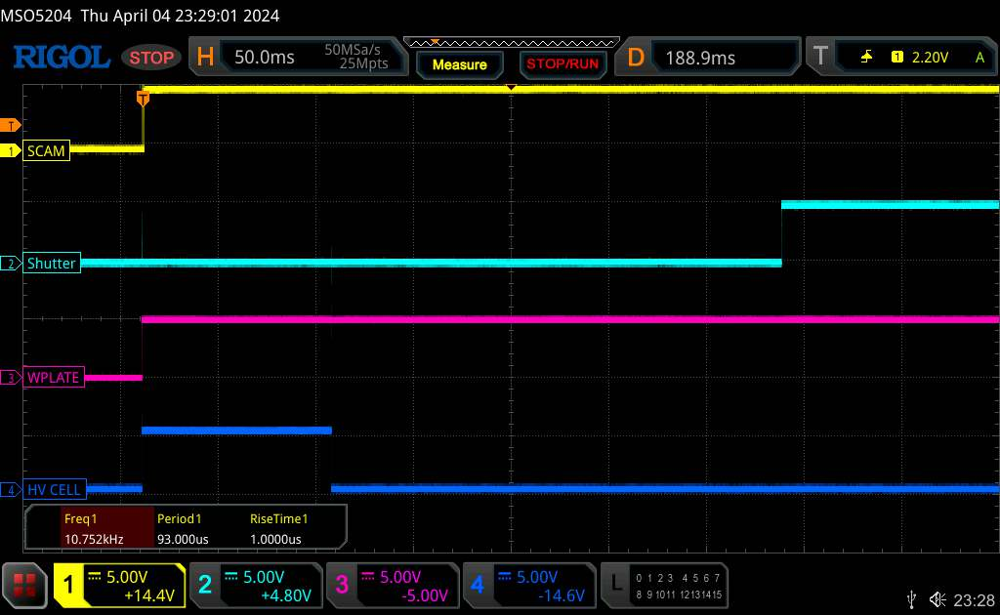 MSO5204 Thu April 04 23:29:01 2024
RIGOL STOP H 50.0ms 50MSa/s 25Mpts Measure STOP/RUN D 188.9ms T 1 2.20V A
T
T
1 SCAM
2 Shutter
3 WPLATE
4 HV CELL
Freq1 Period1 RiseTime1
10.752kHz 93.000us 1.0000us
1 5.00V 2 5.00V 3 5.00V 4 5.00V L 0 1 2 3 4 5 6 7
+14.4V +4.80V -5.00V -14.6V 8 9 10 11 12 13 14 15
23:28